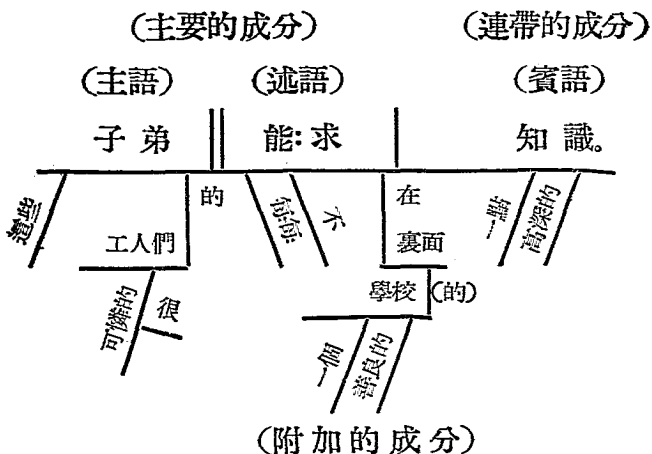 (主要的成分) (連帶的成分)
(主語) (述語) (賓語)
子弟 能:求 知識。
這些 的 每每: 不 在 一點 高深的
工人們 裏面
可憐的 很 學校 (的)
一個 善良的
(附加的成分)